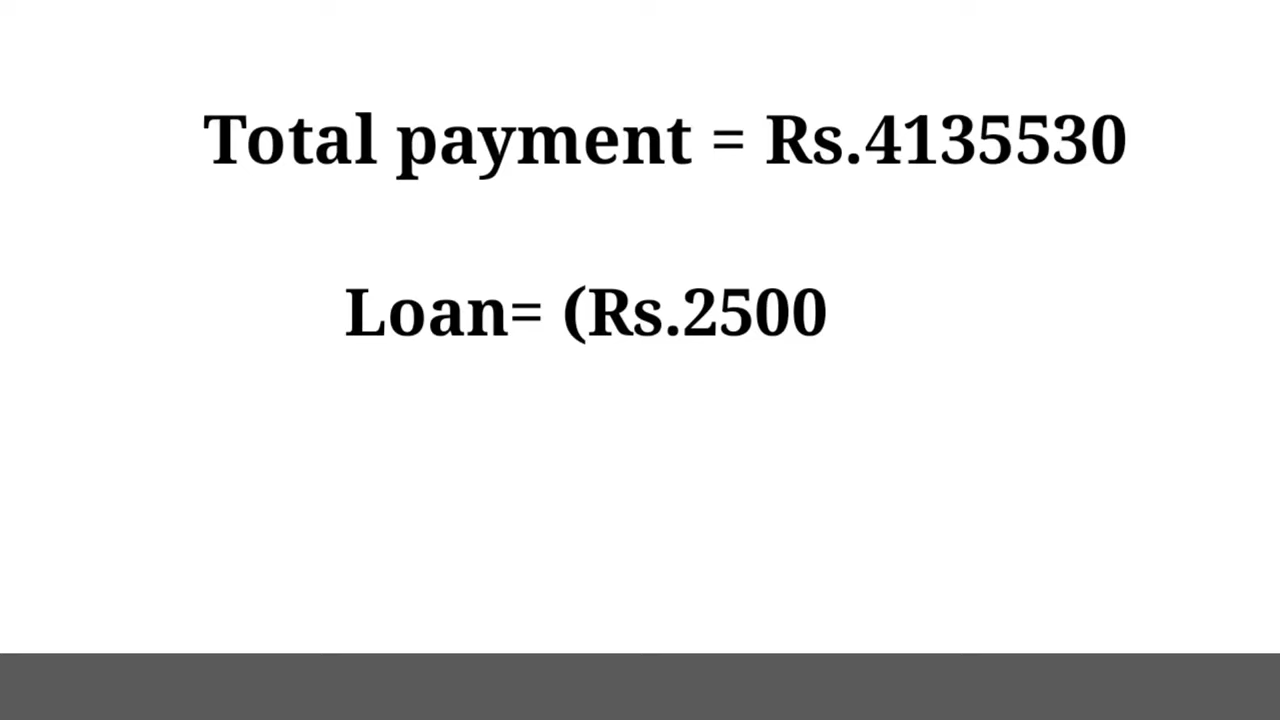 Total payment = Rs.4135530
Loan= (Rs.2500